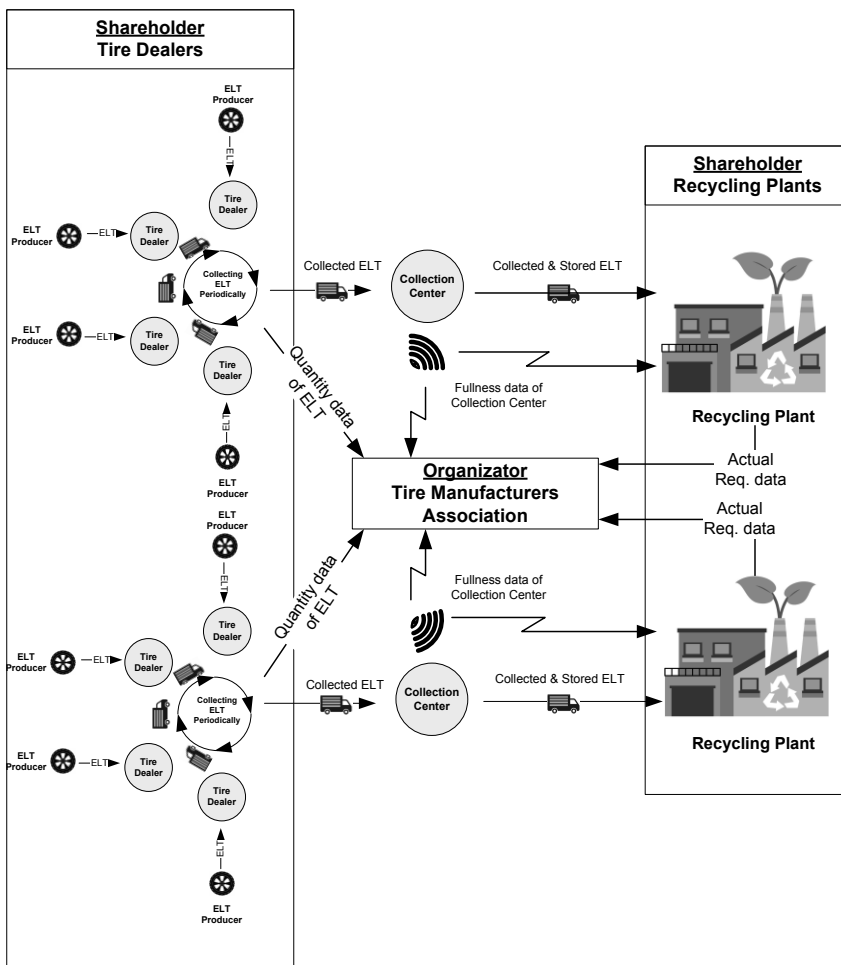 Shareholder
Tire Dealers
ELT
Producer
ELT
Tire
Dealer
ELT
Producer
ELT
Tire
Dealer
Collecting
ELT
Periodically
ELT
Producer
ELT
Tire
Dealer
Tire
Dealer
ELT
ELT
Producer
Collected ELT
Collection
Center
Collected & Stored ELT
Shareholder
Recycling Plants
Recycling Plant
Fullness data of
Collection Center
Quantity data
of ELT
Actual
Req. data
Organizator
Tire Manufacturers
Association
Actual
Req. data
Quantity data
of ELT
Fullness data of
Collection Center
ELT
Producer
ELT
Tire
Dealer
ELT
Producer
ELT
Tire
Dealer
Collecting
ELT
Periodically
ELT
Producer
ELT
Tire
Dealer
Tire
Dealer
ELT
ELT
Producer
Collected ELT
Collection
Center
Collected & Stored ELT
Recycling Plant